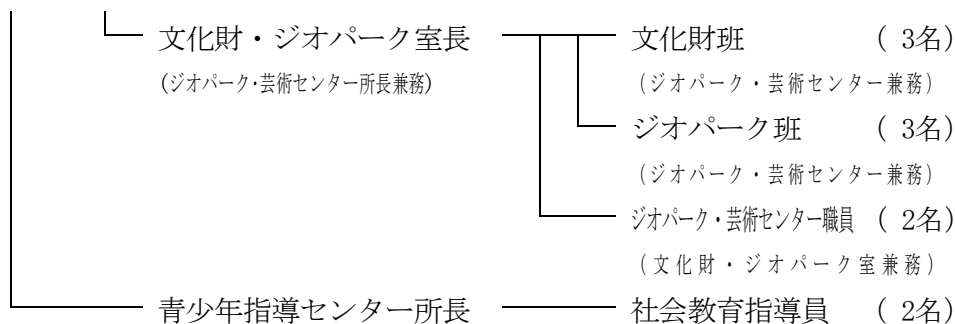 文化財・ジオパーク室長 文化財班 ( 3名)
(ジオパーク・芸術センター所長兼務) (ジオパーク・芸術センター兼務)
ジオパーク班 ( 3名)
(ジオパーク・芸術センター兼務)
ジオパーク・芸術センター職員 ( 2名)
(文化財・ジオパーク室兼務)
青少年指導センター所長 社会教育指導員 ( 2名)